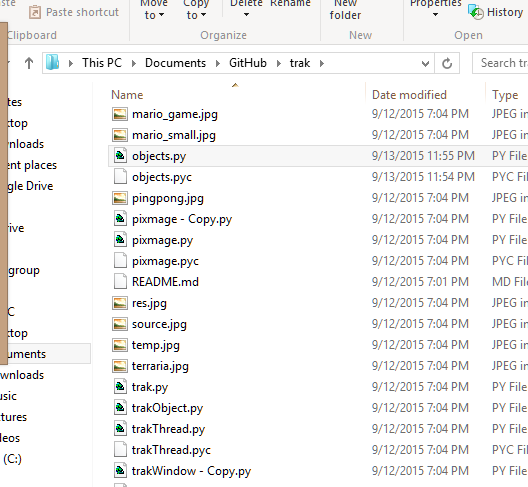 Move to Copy to Delete Rename New folder Properties History
Paste shortcut
Clipboard Organize New Open
This PC Documents GitHub trak Search tra
Name Date modified Type
mario_game.jpg 9/12/2015 7:04 PM JPEG im
mario_small.jpg 9/12/2015 7:04 PM JPEG im
objects.py 9/13/2015 11:55 PM PY File
objects.pyc 9/13/2015 11:54 PM PYC File
pingpong.jpg 9/12/2015 7:04 PM JPEG im
pixmage - Copy.py 9/12/2015 7:04 PM PY File
pixmage.py 9/12/2015 7:04 PM PY File
pixmage.pyc 9/12/2015 7:04 PM PYC File
README.md 9/12/2015 7:01 PM MD File
res.jpg 9/12/2015 7:04 PM JPEG im
source.jpg 9/12/2015 7:04 PM JPEG im
temp.jpg 9/12/2015 7:04 PM JPEG im
terraria.jpg 9/12/2015 7:04 PM JPEG im
trak.py 9/12/2015 7:04 PM PY File
trakObject.py 9/12/2015 7:04 PM PY File
trakThread.py 9/12/2015 7:04 PM PY File
trakThread.pyc 9/12/2015 7:04 PM PYC File
trakWindow - Copy.py 9/12/2015 7:04 PM PY File
ites
ktop
wnloads
ent places
gle Drive
rive
group
C
ktop
uments
wnloads
usic
tures
leos
(C:)